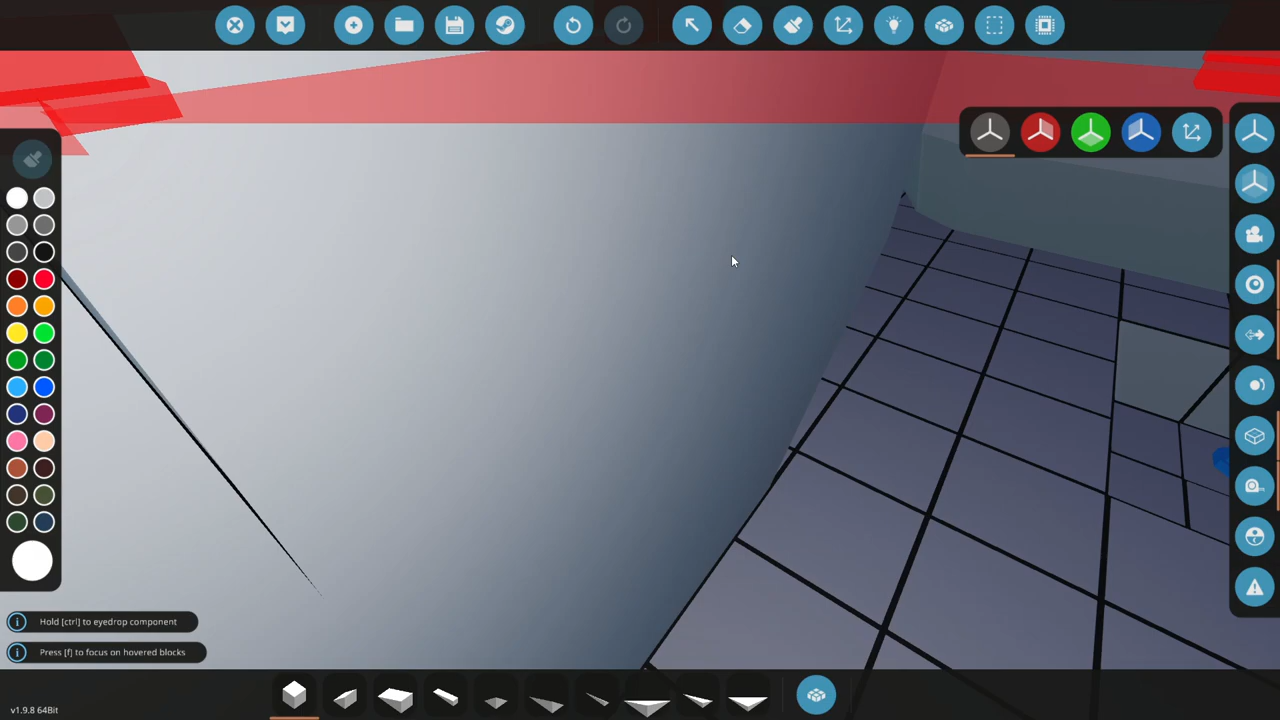 Hold [ctrl] to eyedrop component
Press [f] to focus on hovered blocks
v1.9.8 64Bit